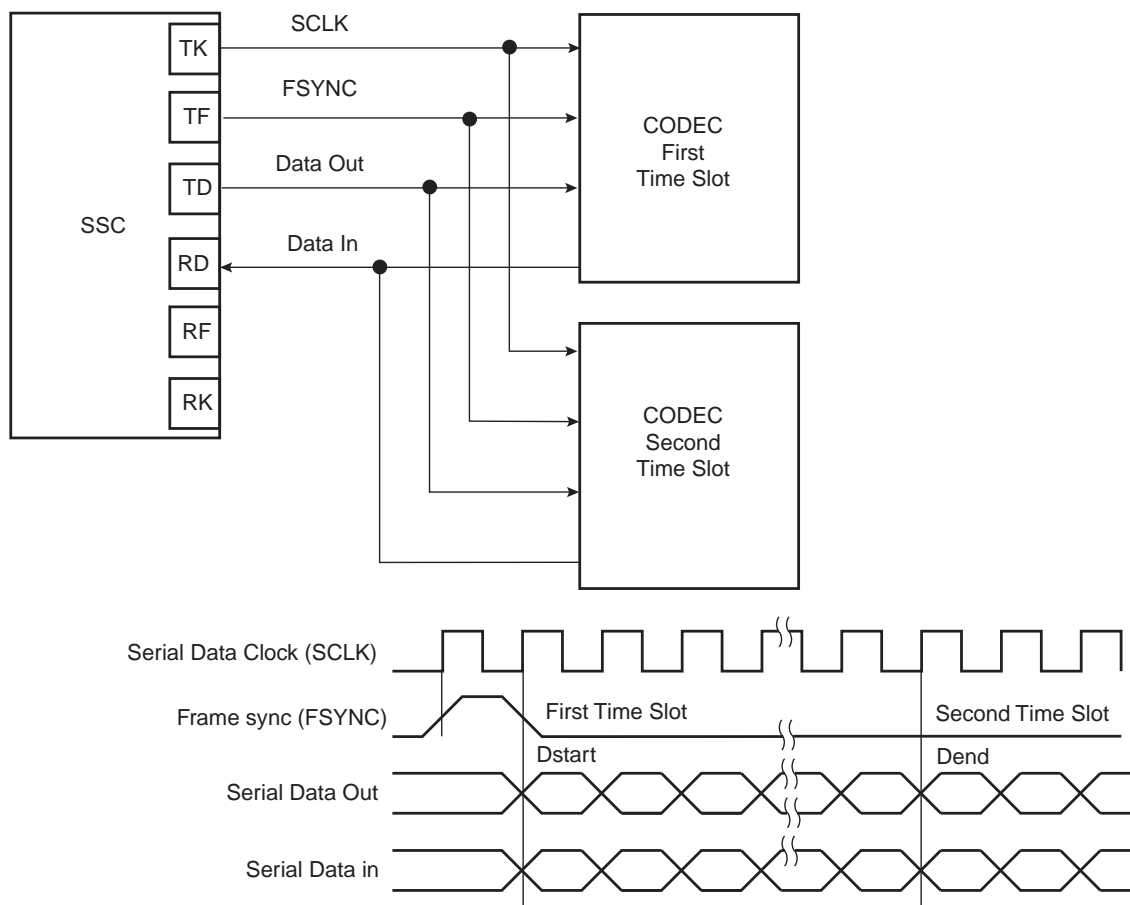 SSC
TK
TF
TD
RD
RF
RK
SCLK
FSYNC
Data Out
Data In
CODEC
First
Time Slot
CODEC
Second
Time Slot
Serial Data Clock (SCLK)
Frame sync (FSYNC)
First Time Slot
Second Time Slot
Dstart
Dend
Serial Data Out
Serial Data in